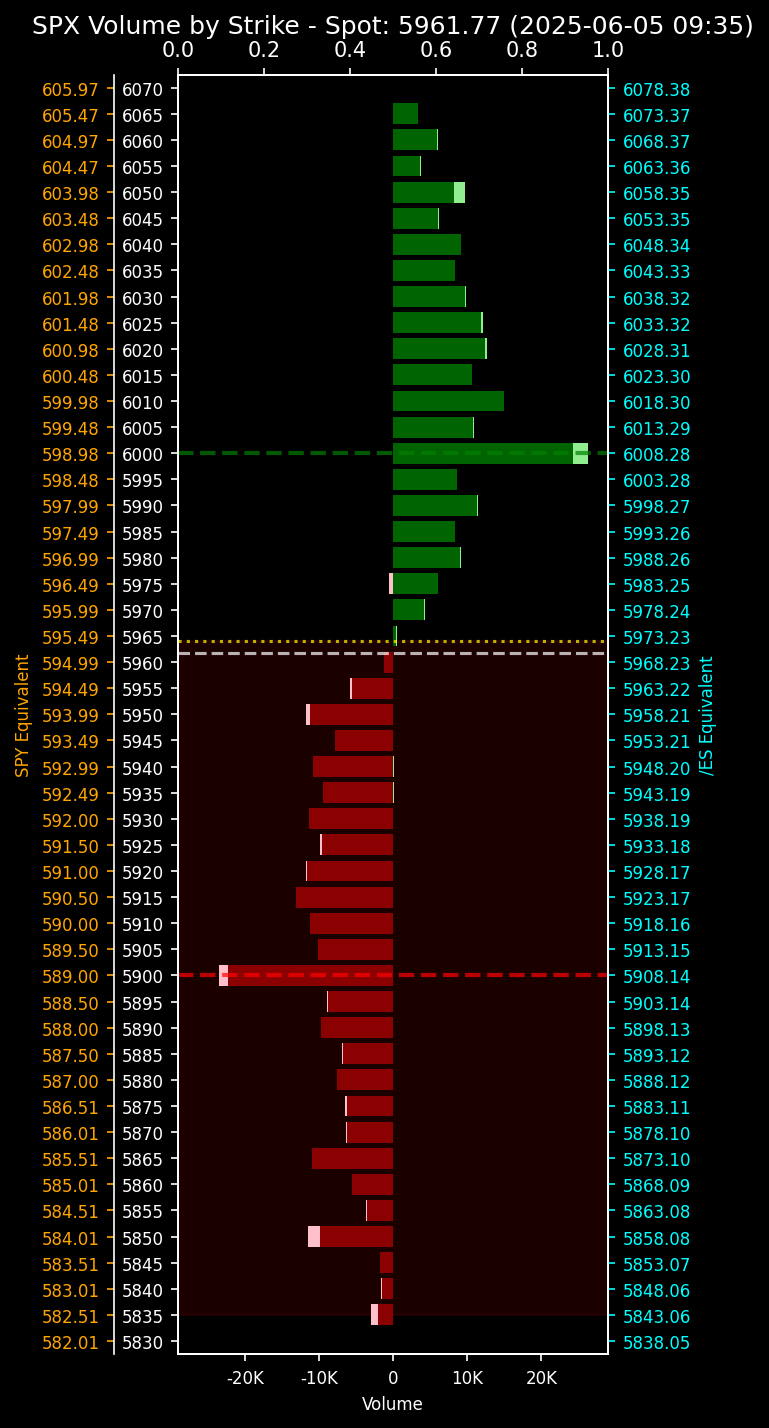 SPX Volume by Strike - Spot: 5961.77 (2025-06-05 09:35)
0.0 0.2 0.4 0.6 0.8 1.0
605.97 6070 6078.38
605.47 6065 6073.37
604.97 6060 6068.37
604.47 6055 6063.36
603.98 6050 6058.35
603.48 6045 6053.35
602.98 6040 6048.34
602.48 6035 6043.33
601.98 6030 6038.32
601.48 6025 6033.32
600.98 6020 6028.31
600.48 6015 6023.30
599.98 6010 6018.30
599.48 6005 6013.29
598.98 6000 6008.28
598.48 5995 6003.28
597.99 5990 5998.27
597.49 5985 5993.26
596.99 5980 5988.26
596.49 5975 5983.25
595.99 5970 5978.24
595.49 5965 5973.23
594.99 5960 5968.23
594.49 5955 5963.22
593.99 5950 5958.21
593.49 5945 5953.21
592.99 5940 5948.20
592.49 5935 5943.19
592.00 5930 5938.19
591.50 5925 5933.18
591.00 5920 5928.17
590.50 5915 5923.17
590.00 5910 5918.16
589.50 5905 5913.15
589.00 5900 5908.14
588.50 5895 5903.14
588.00 5890 5898.13
587.50 5885 5893.12
587.00 5880 5888.12
586.51 5875 5883.11
586.01 5870 5878.10
585.51 5865 5873.10
585.01 5860 5868.09
584.51 5855 5863.08
584.01 5850 5858.08
583.51 5845 5853.07
583.01 5840 5848.06
582.51 5835 5843.06
582.01 5830 5838.05
SPY Equivalent
/ES Equivalent
-20K -10K 0 10K 20K
Volume